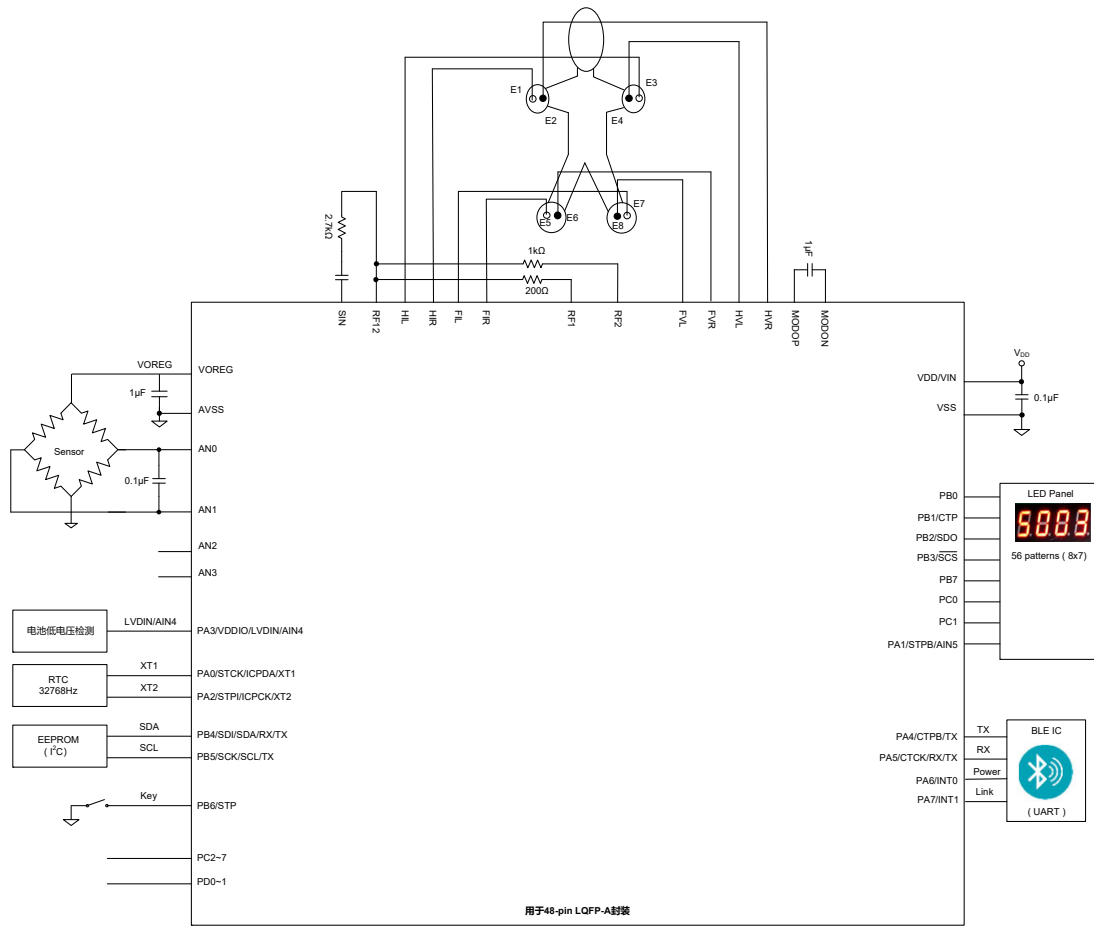 E1
E2
E3
E4
E5
E6
E7
E8
2.7kΩ
1kΩ
200Ω
1μF
SIN
RF12
HIL
HIR
FIL
FIR
RF1
RF2
FVL
FVR
HVL
HVR
MODOP
MODON
VOREG
VOREG
1μF
AVSS
Sensor
AN0
0.1μF
AN1
AN2
AN3
电池低电压检测
LVDIN/AIN4
PA3/VDDIO/LVDIN/AIN4
RTC
32768Hz
XT1
PA0/STCK/ICPDA/XT1
XT2
PA2/STPI/ICPCK/XT2
EEPROM
( I²C)
SDA
PB4/SDI/SDA/RX/TX
SCL
PB5/SCK/SCL/TX
Key
PB6/STP
PC2~7
PD0~1
VDD
VDD/VIN
0.1μF
VSS
PB0
PB1/CTP
PB2/SDO
PB3/SCS
PB7
PC0
PC1
PA1/STPB/AIN5
LED Panel
5.0.0.3.
56 patterns ( 8x7)
PA4/CTPB/TX
TX
PA5/CTCK/RX/TX
RX
PA6/INT0
Power
PA7/INT1
Link
BLE IC
( UART )
用于48-pin LQFP-A封装